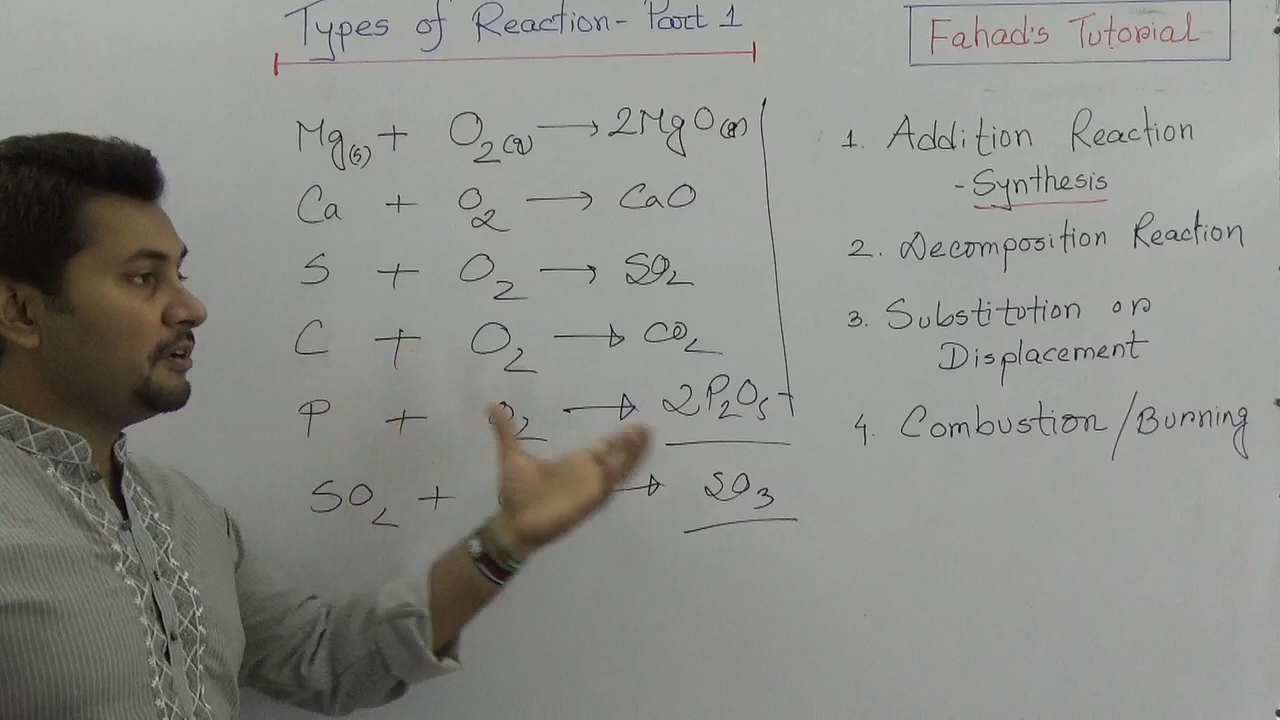 Types of Reaction- Part 1
Mg(s) + O2(g) → 2MgO(s)
Ca + O2 → CaO
S + O2 → SO2
C + O2 → CO2
P + O2 → 2P2O5
SO2 + → SO3
Fahad's Tutorial
1. Addition Reaction
- Synthesis
2. Decomposition Reaction
3. Substitution or
Displacement
4. Combustion/Burning